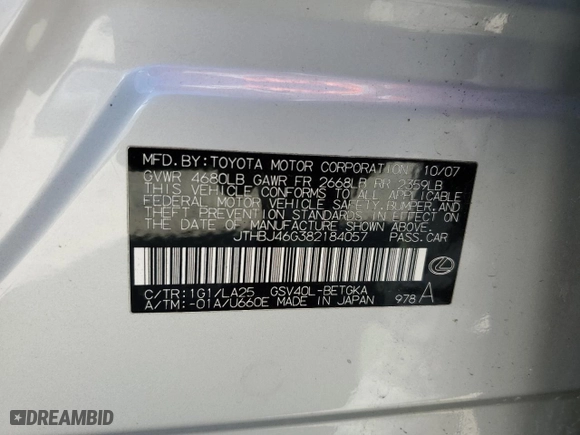 MFD. BY: TOYOTA MOTOR CORPORATION 10/07
GVWR 4680LB GAWR FR 2668LB RR 2359LB
THIS VEHICLE CONFORMS TO ALL APPLICABLE
FEDERAL MOTOR VEHICLE SAFETY, BUMPER, AND
THEFT PREVENTION STANDARDS IN EFFECT ON
THE DATE OF MANUFACTURE SHOWN ABOVE.
JTHBJ46G382184057 PASS. CAR
C/TR: 1G1/LA25 GSV40L-BETGKA
A/TM: -01A/U660E MADE IN JAPAN 978 A
DREAMBID